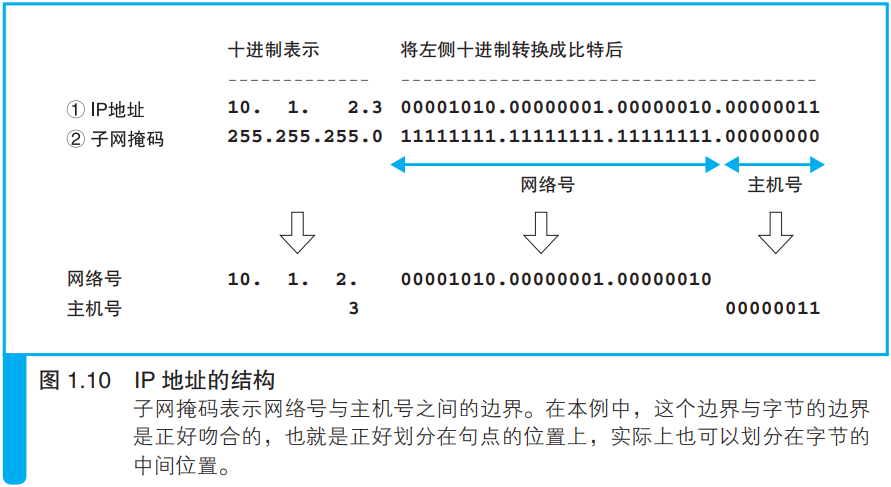 十进制表示 将左侧十进制转换成比特后
------------- ---------------------------------------
① IP地址 10. 1. 2.3 00001010.00000001.00000010.00000011
② 子网掩码 255.255.255.0 11111111.11111111.11111111.00000000
网络号 主机号
网络号 10. 1. 2. 00001010.00000001.00000010
主机号 3 00000011
图 1.10 IP 地址的结构
子网掩码表示网络号与主机号之间的边界。在本例中，这个边界与字节的边界
是正好吻合的，也就是正好划分在句点的位置上，实际上也可以划分在字节的
中间位置。